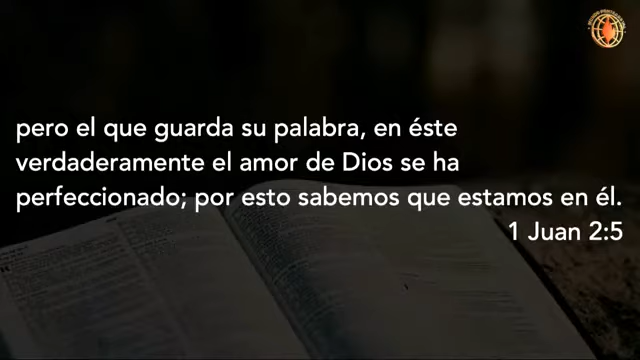 pero el que guarda su palabra, en éste
verdaderamente el amor de Dios se ha
perfeccionado; por esto sabemos que estamos en él.
1 Juan 2:5